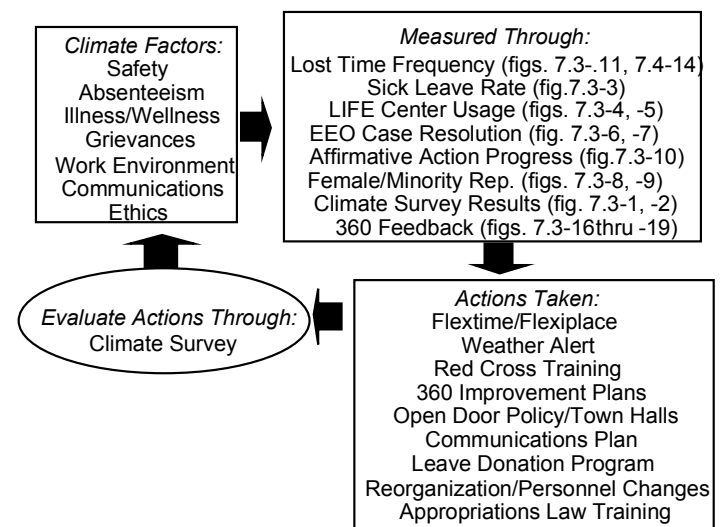 Climate Factors:
Safety
Absenteeism
Illness/Wellness
Grievances
Work Environment
Communications
Ethics
Measured Through:
Lost Time Frequency (figs. 7.3-.11, 7.4-14)
Sick Leave Rate (fig.7.3-3)
LIFE Center Usage (figs. 7.3-4, -5)
EEO Case Resolution (fig. 7.3-6, -7)
Affirmative Action Progress (fig.7.3-10)
Female/Minority Rep. (figs. 7.3-8, -9)
Climate Survey Results (fig. 7.3-1, -2)
360 Feedback (figs. 7.3-16thru -19)
Actions Taken:
Flextime/Flexiplace
Weather Alert
Red Cross Training
360 Improvement Plans
Open Door Policy/Town Halls
Communications Plan
Leave Donation Program
Reorganization/Personnel Changes
Appropriations Law Training
Evaluate Actions Through:
Climate Survey